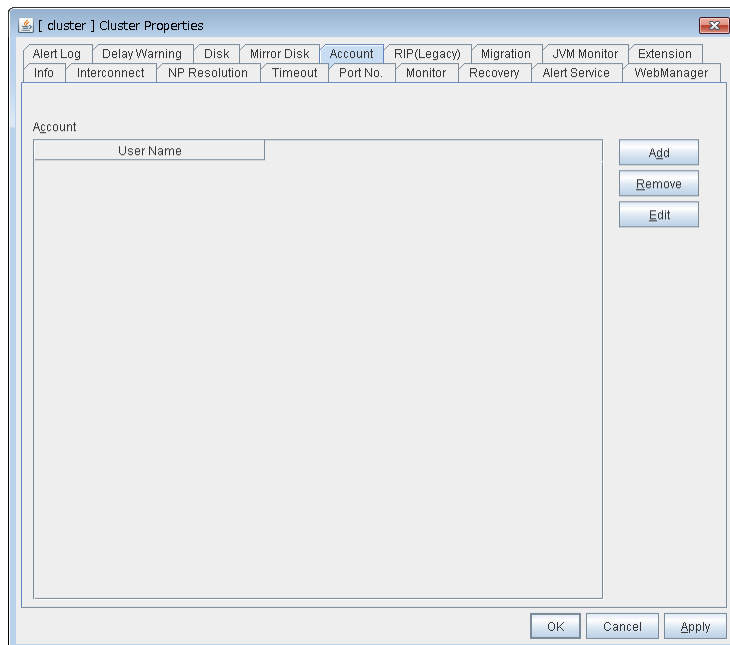 [ cluster ] Cluster Properties
Alert Log Delay Warning Disk Mirror Disk Account RIP(Legacy) Migration JVM Monitor Extension
Info Interconnect NP Resolution Timeout Port No. Monitor Recovery Alert Service WebManager
Account
User Name
Add
Remove
Edit
OK Cancel Apply